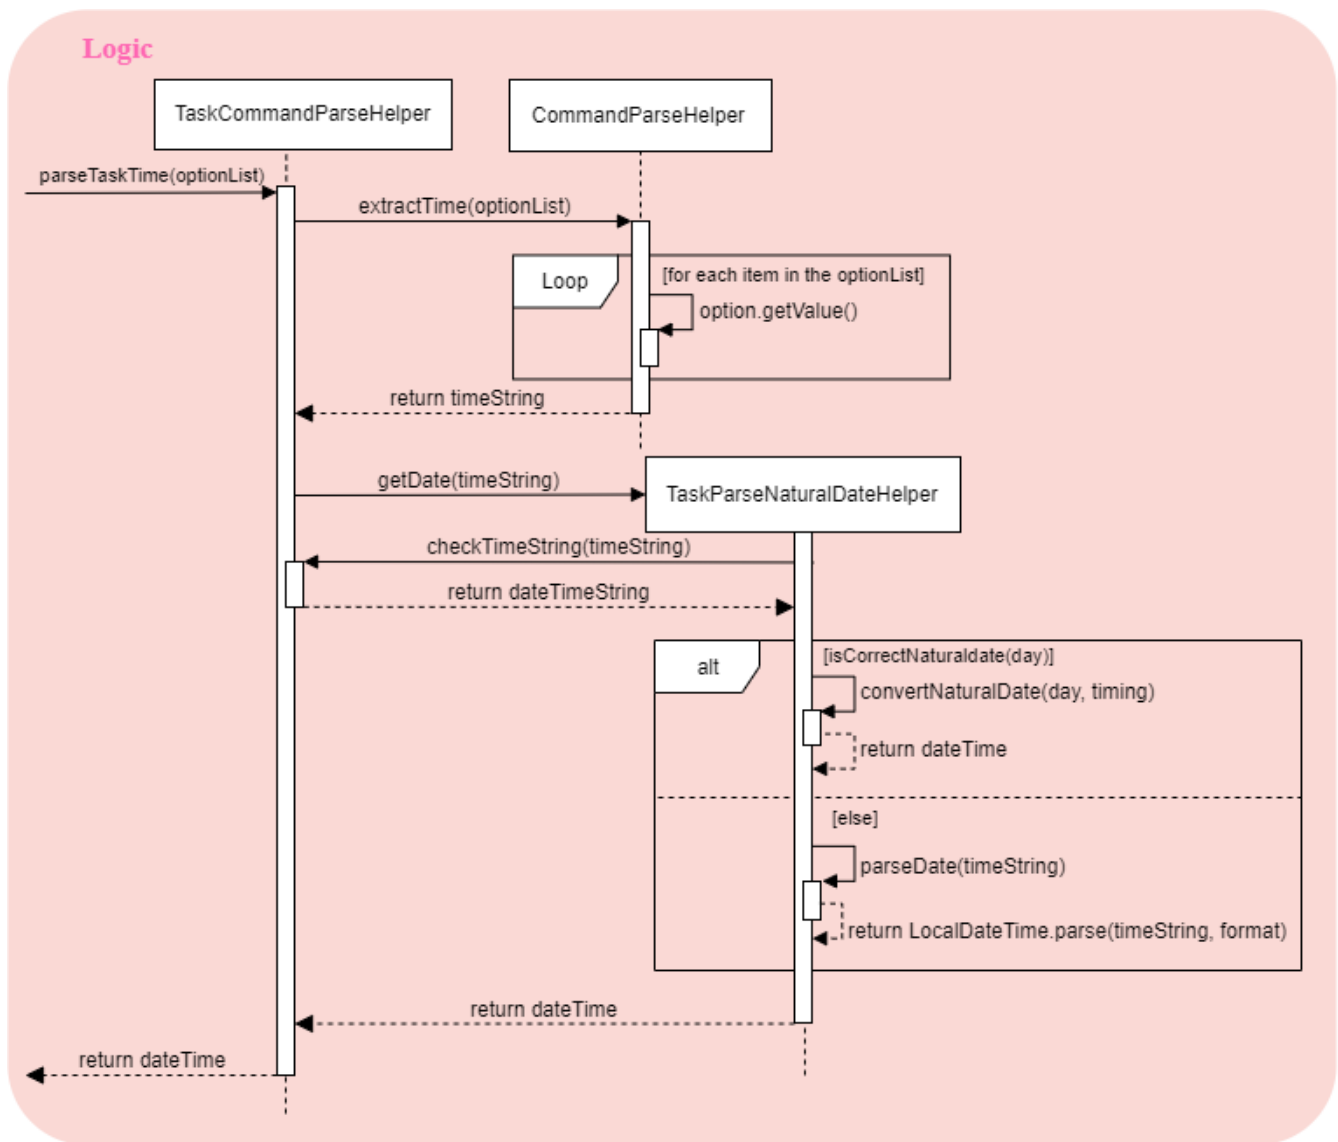 Logic
TaskCommandParseHelper
CommandParseHelper
parseTaskTime(optionList)
extractTime(optionList)
Loop
[for each item in the optionList]
option.getValue()
return timeString
getDate(timeString)
TaskParseNaturalDateHelper
checkTimeString(timeString)
return dateTimeString
alt
[isCorrectNaturaldate(day)]
convertNaturalDate(day, timing)
return dateTime
[else]
parseDate(timeString)
return LocalDateTime.parse(timeString, format)
return dateTime
return dateTime